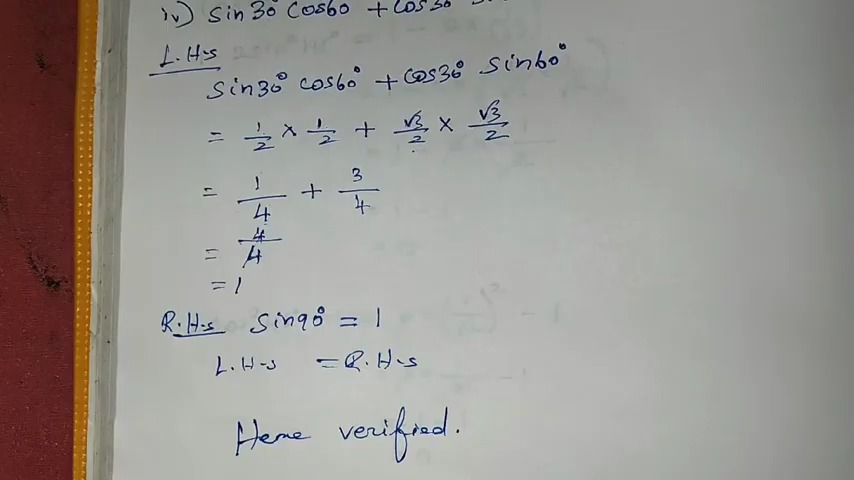 iv) sin30° cos60 + cos30
L.H.s
sin30° cos60° + cos30° sin60°
= 1/2 × 1/2 + √3/2 × √3/2
= 1/4 + 3/4
= 4/4
= 1
R.H.s sin90° = 1
L.H.s = R.H.s
Hence verified.